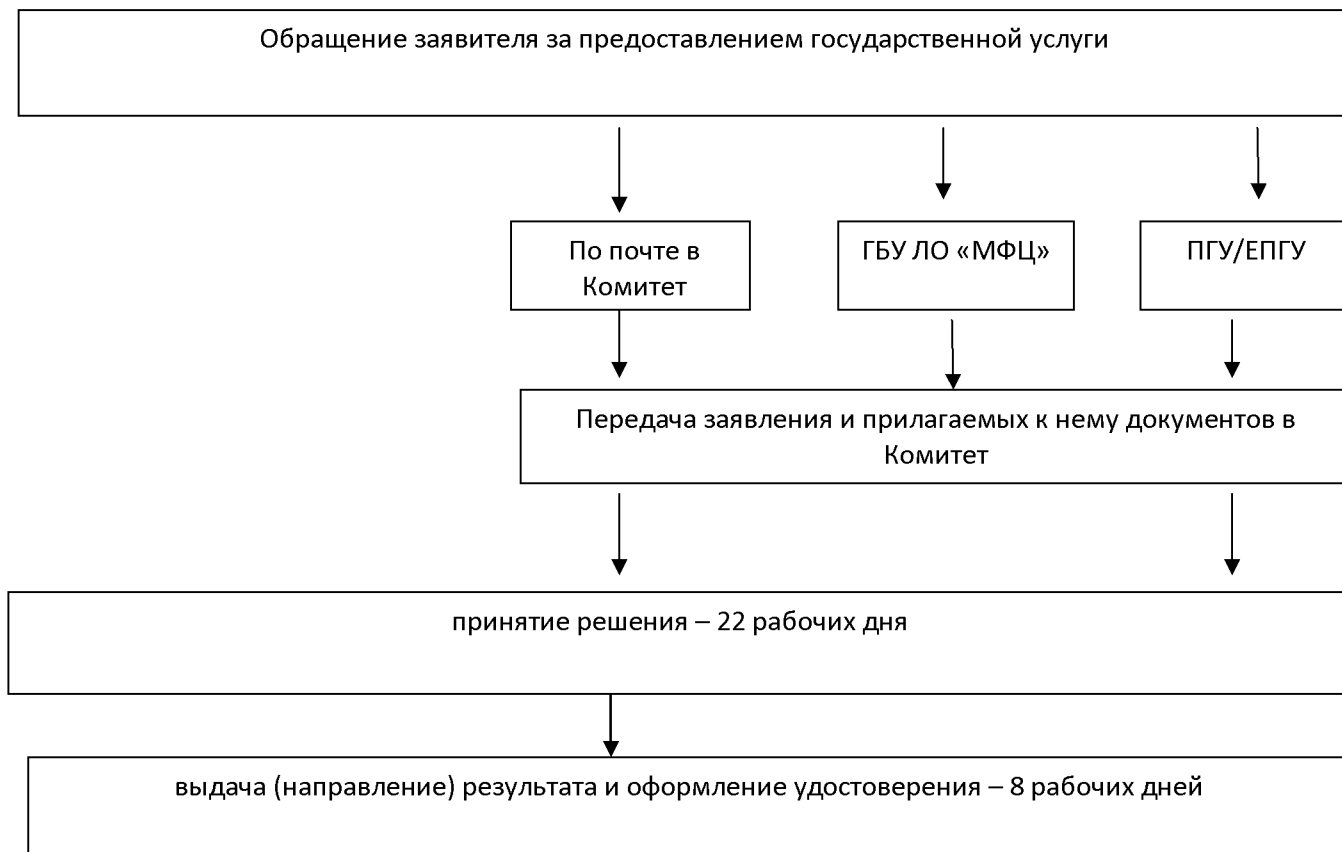 Обращение заявителя за предоставлением государственной услуги
По почте в
Комитет
ГБУ ЛО «МФЦ»
ПГУ/ЕПГУ
Передача заявления и прилагаемых к нему документов в
Комитет
принятие решения – 22 рабочих дня
выдача (направление) результата и оформление удостоверения – 8 рабочих дней